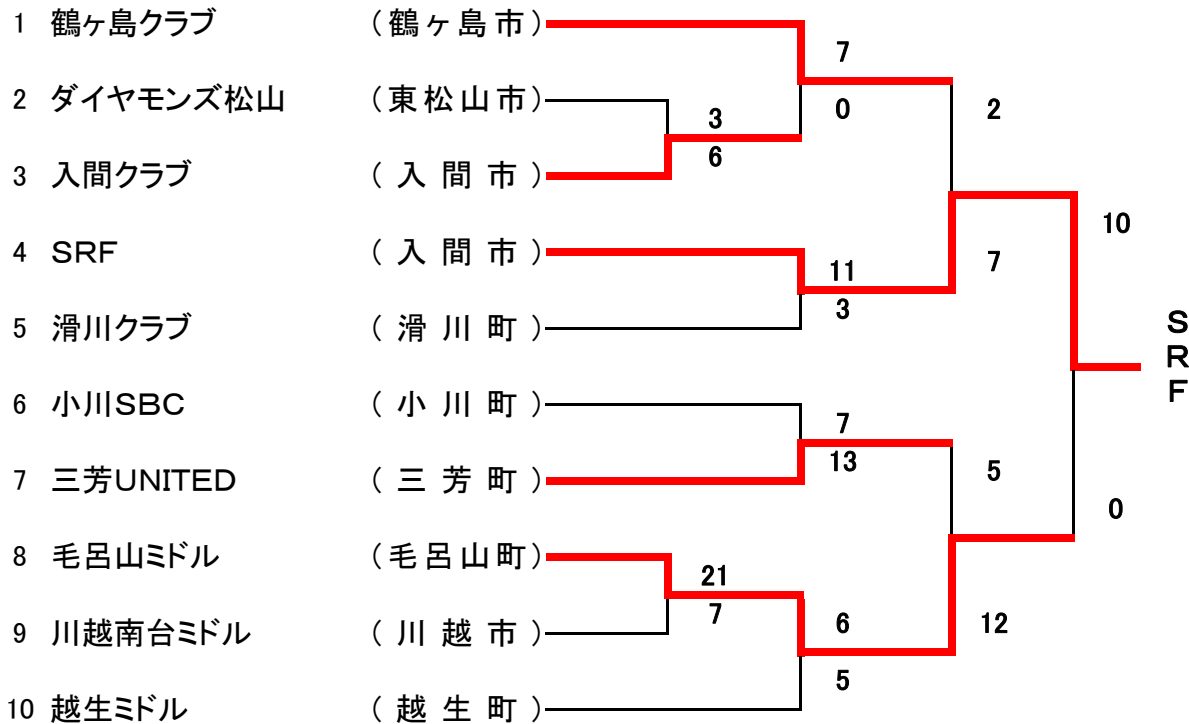 1 鶴ヶ島クラブ （鶴ヶ島市）
7
2 ダイヤモンズ松山 （東松山市）
0
2
3
6
3 入間クラブ （入間市）
10
4 SRF （入間市）
11
7
3
5 滑川クラブ （滑川町）
SRF
6 小川SBC （小川町）
7
13
5
7 三芳UNITED （三芳町）
0
8 毛呂山ミドル （毛呂山町）
21
7
6
12
9 川越南台ミドル （川越市）
5
10 越生ミドル （越生町）